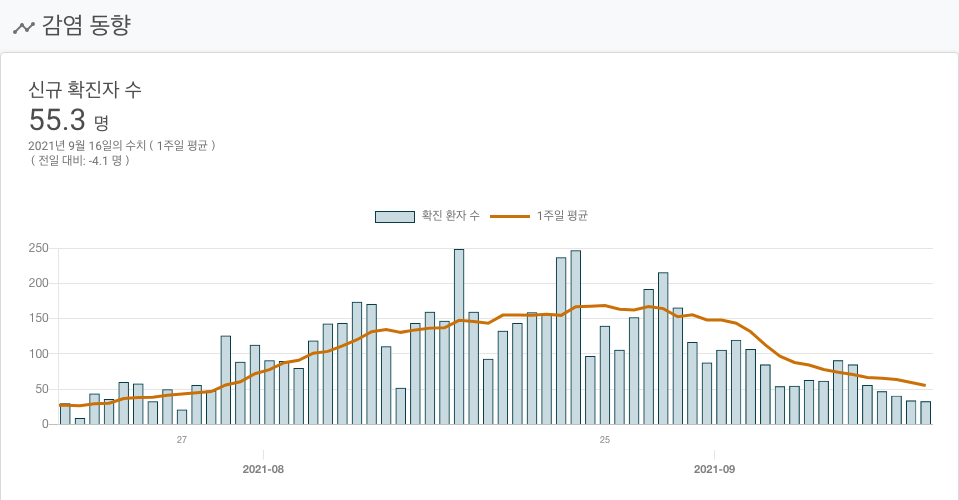 감염 동향
신규 확진자 수
55.3 명
2021년 9월 16일의 수치 ( 1주일 평균 )
( 전일 대비: -4.1 명 )
확진 환자 수 1주일 평균
250
200
150
100
50
0
27 25
2021-08 2021-09